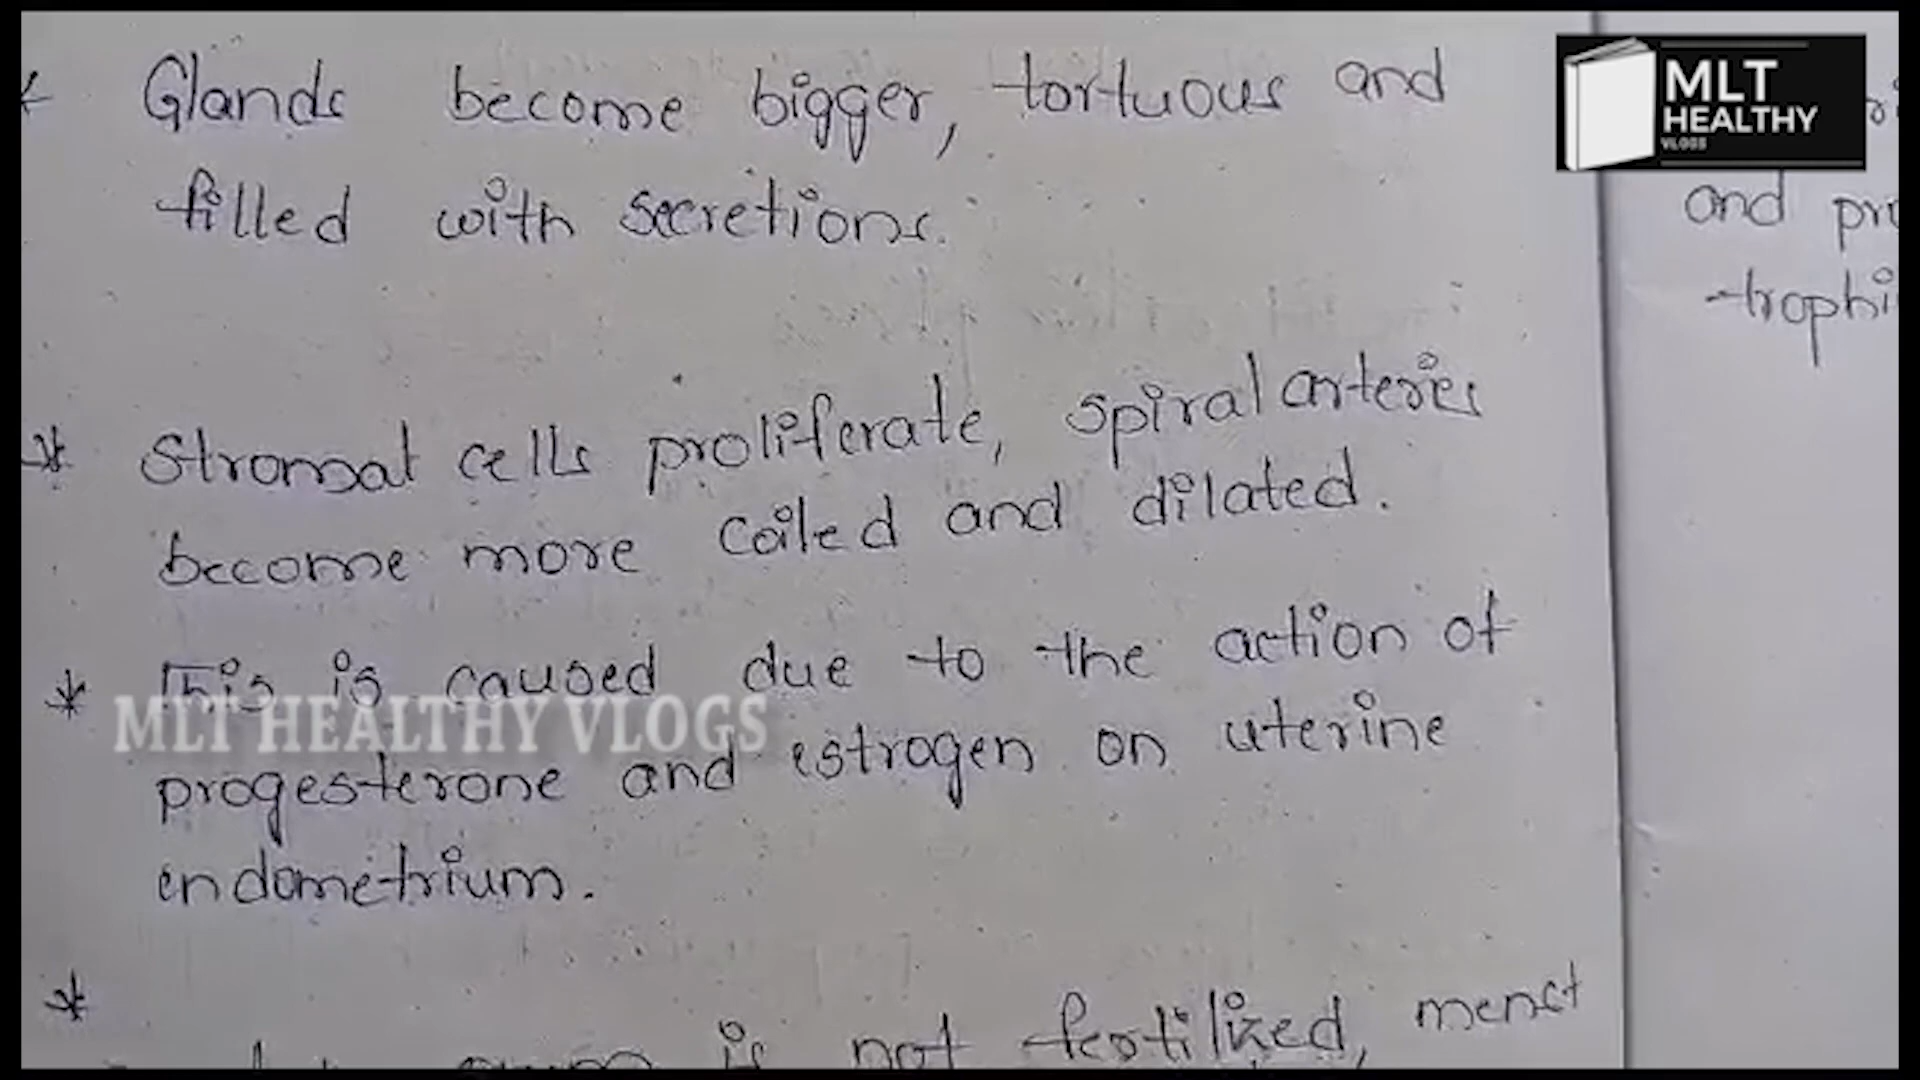 * Glands become bigger, tortuous and
filled with secretions.
* Stromal cells proliferate, spiral arteries
become more coiled and dilated.
* This is caused due to the action of
progesterone and estrogen on uterine
endometrium.
*
ovum is not fertilized, menst
MLT
HEALTHY
VLOGS
and pro
trophi
MLT HEALTHY VLOGS